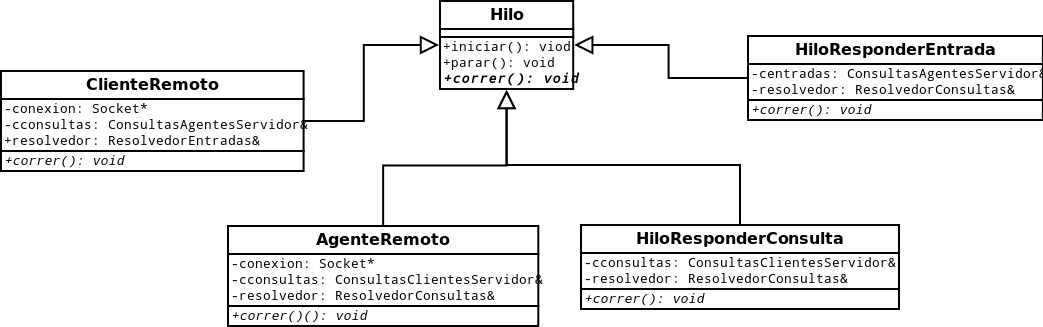 Hilo
+iniciar(): viod
+parar(): void
+correr(): void
HiloResponderEntrada
-centradas: ConsultasAgentesServidor&
-resolvedor: ResolvedorConsultas&
+correr(): void
ClienteRemoto
-conexion: Socket*
-cconsultas: ConsultasAgentesServidor&
+resolvedor: ResolvedorEntradas&
+correr(): void
AgenteRemoto
-conexion: Socket*
-cconsultas: ConsultasClientesServidor&
-resolvedor: ResolvedorConsultas&
+correr()(): void
HiloResponderConsulta
-cconsultas: ConsultasClientesServidor&
-resolvedor: ResolvedorConsultas&
+correr(): void